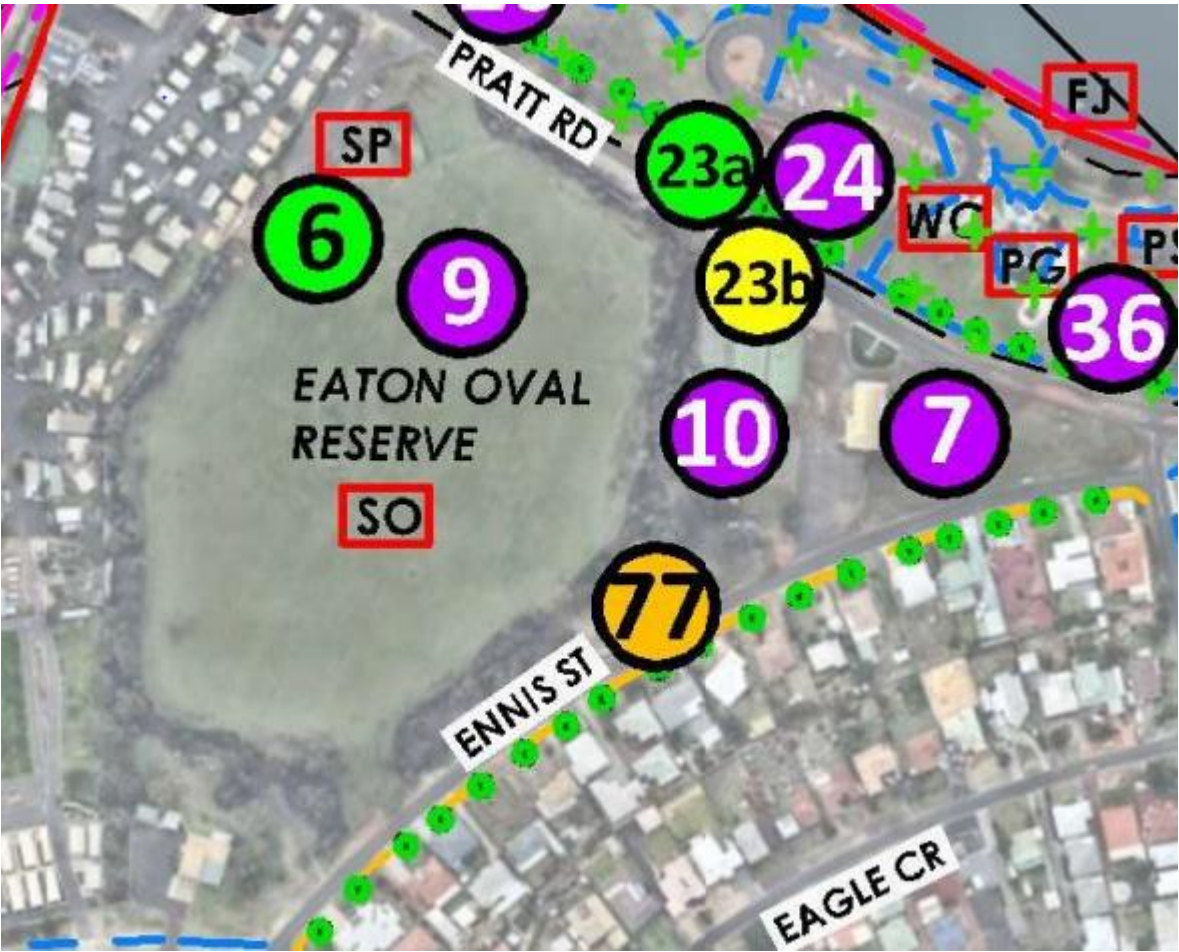 PRATT RD
FJ
SP
23a
24
WC
6
PG
PS
9
23b
36
EATON OVAL
RESERVE
10
7
SO
77
ENNIS ST
EAGLE CR